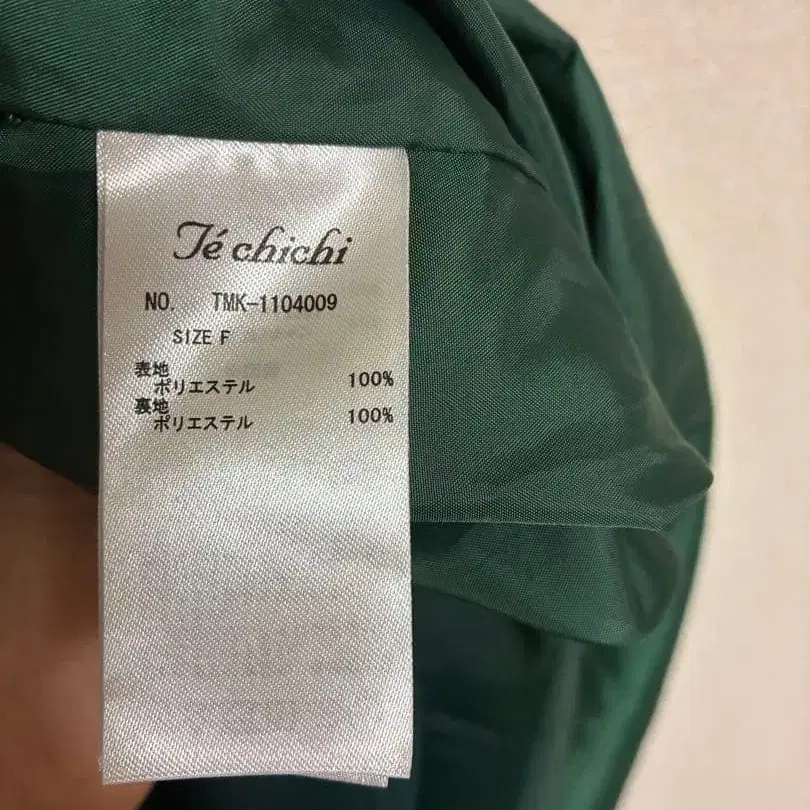 Té chichi
NO. TMK-1104009
SIZE F
表地
ポリエステル 100%
裏地
ポリエステル 100%